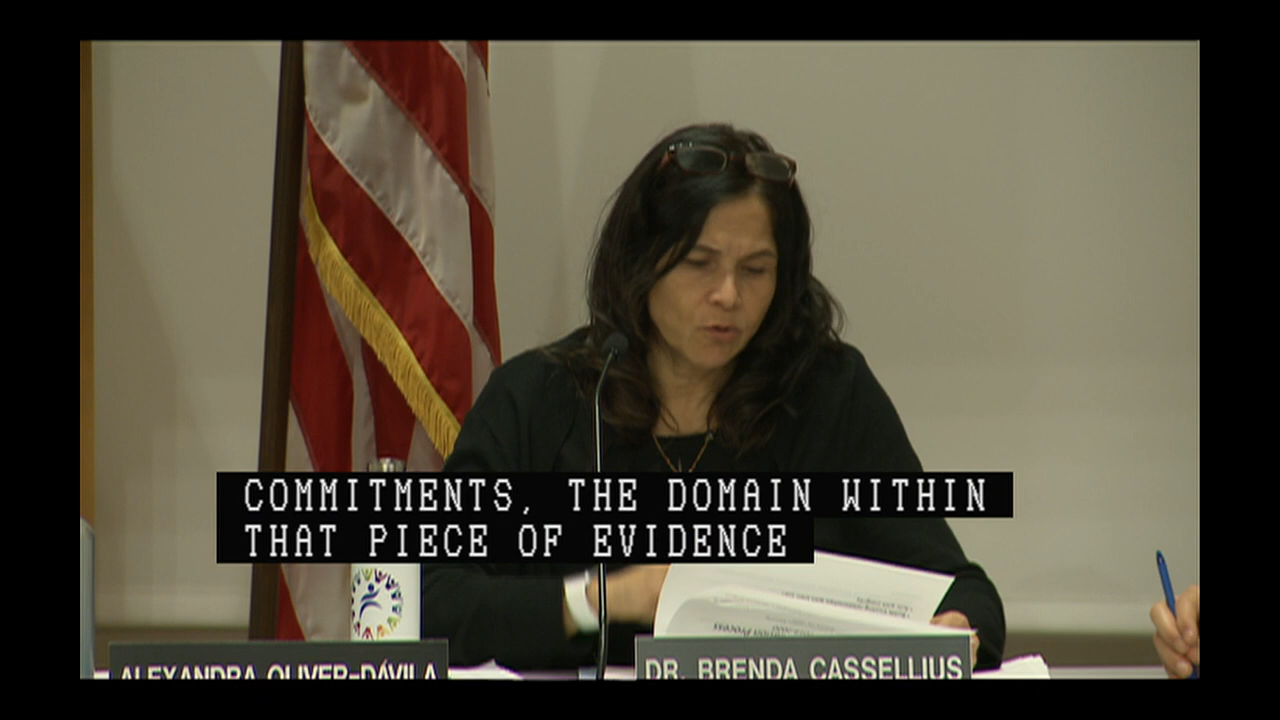 COMMITMENTS, THE DOMAIN WITHIN
THAT PIECE OF EVIDENCE
ALEXANDRA OLIVER-DÁVILA
DR. BRENDA CASSELLIUS